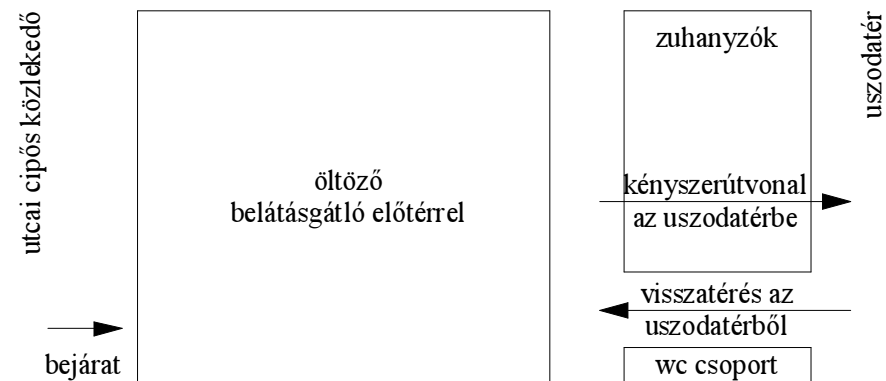 utcai cipős közlekedő
bejárat
öltöző
belátásgátló előtérrel
zuhanyzók
kényszerútvonal
az uszodatérbe
visszatérés az
uszodatérből
wc csoport
uszodatér